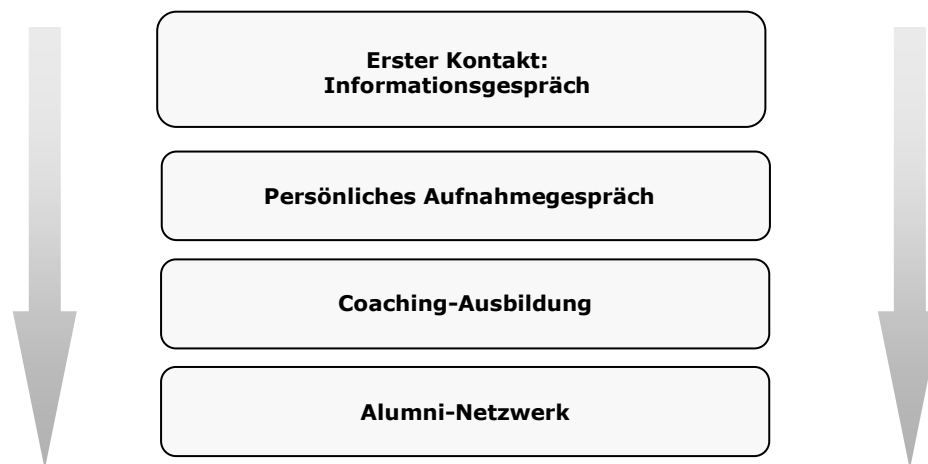 Erster Kontakt:
Informationsgespräch
Persönliches Aufnahmegespräch
Coaching-Ausbildung
Alumni-Netzwerk